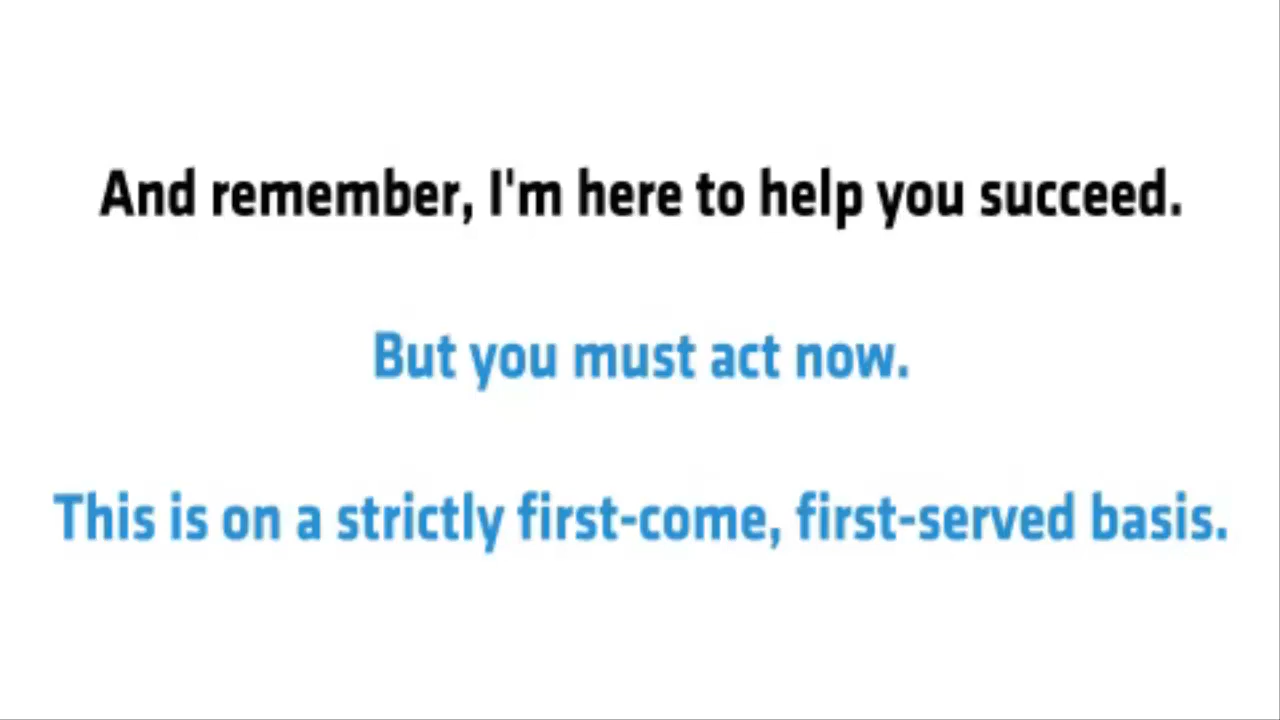 And remember, I'm here to help you succeed.
But you must act now.
This is on a strictly first-come, first-served basis.